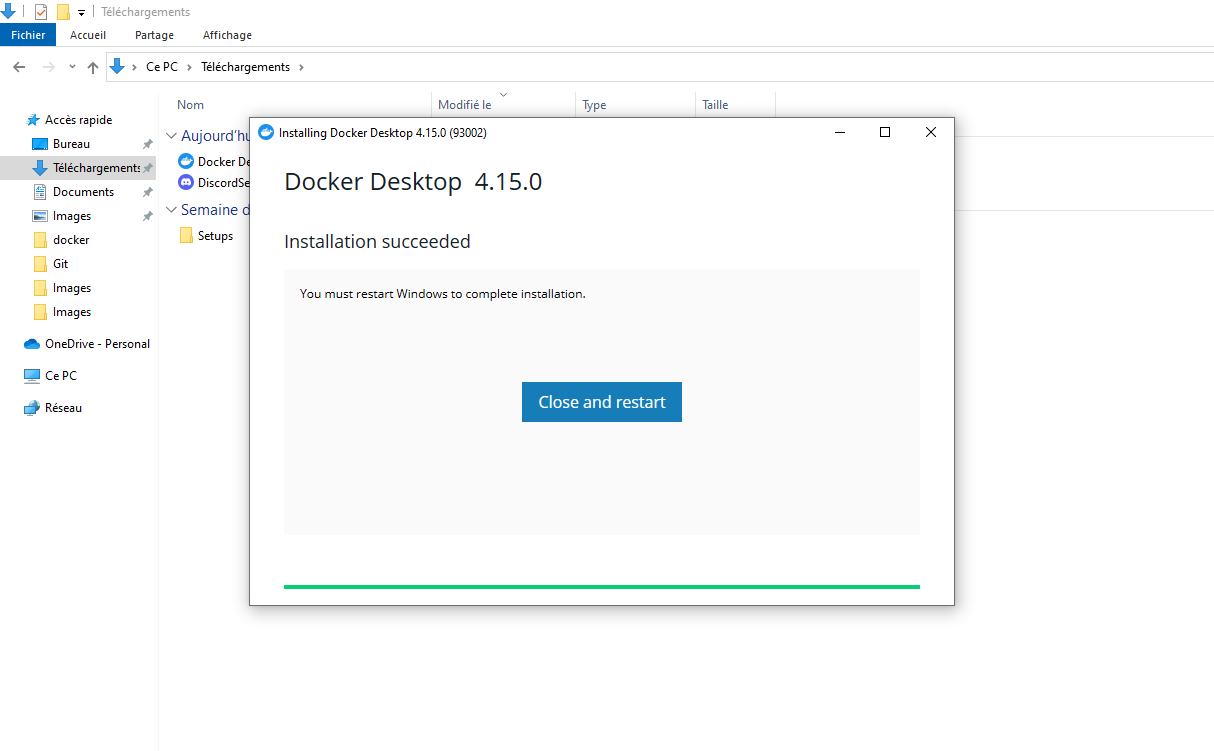 Téléchargements
Fichier Accueil Partage Affichage
Ce PC Téléchargements
Nom Modifié le Type Taille
Accès rapide
Bureau
Téléchargements
Documents
Images
docker
Git
Images
Images
OneDrive - Personal
Ce PC
Réseau
Aujourd'hu
Docker De
DiscordSe
Semaine d
Setups
Installing Docker Desktop 4.15.0 (93002)
Docker Desktop 4.15.0
Installation succeeded
You must restart Windows to complete installation.
Close and restart